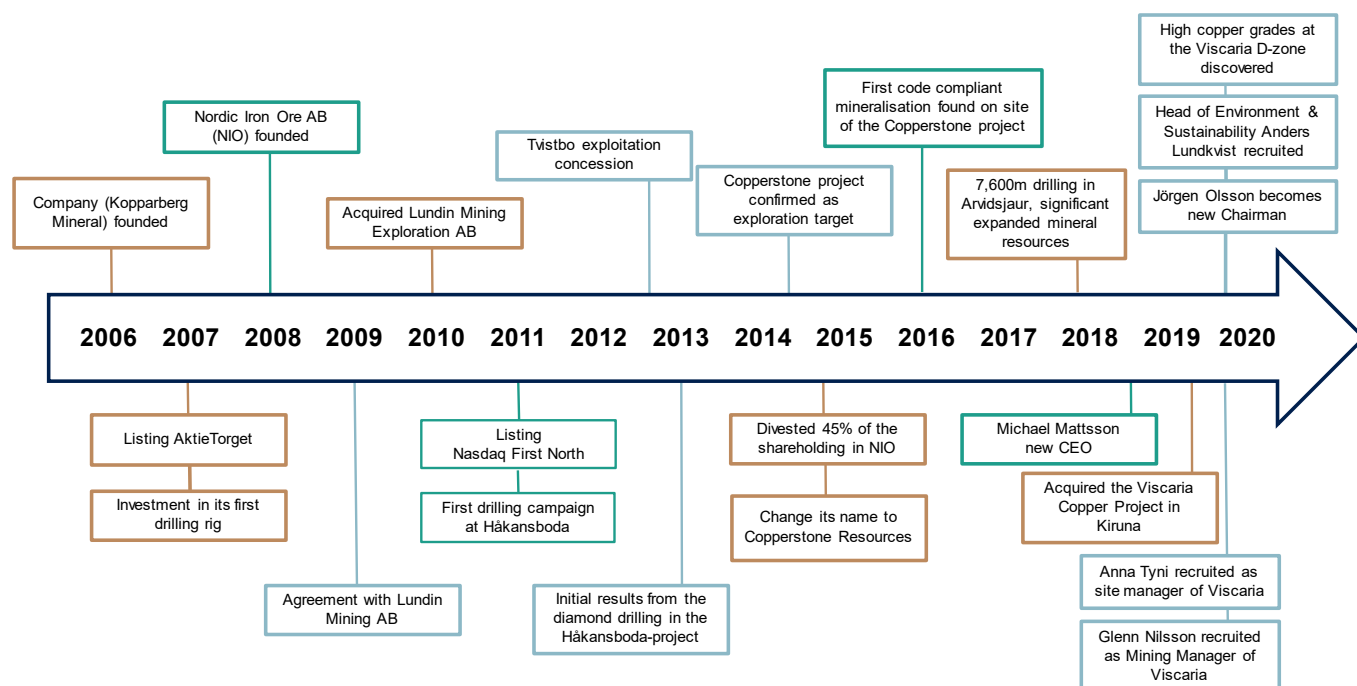 High copper grades at
the Viscaria D-zone
discovered
Nordic Iron Ore AB
(NIO) founded
First code compliant
mineralisation found on site
of the Copperstone project
Head of Environment &
Sustainability Anders
Lundkvist recruited
Tvistbo exploitation
concession
Company (Kopparberg
Mineral) founded
Acquired Lundin Mining
Exploration AB
Copperstone project
confirmed as
exploration target
7,600m drilling in
Arvidsjaur, significant
expanded mineral
resources
Jörgen Olsson becomes
new Chairman
2006 2007 2008 2009 2010 2011 2012 2013 2014 2015 2016 2017 2018 2019 2020
Listing AktieTorget
Investment in its first
drilling rig
Listing
Nasdaq First North
First drilling campaign
at Håkansboda
Divested 45% of the
shareholding in NIO
Change its name to
Copperstone Resources
Michael Mattsson
new CEO
Acquired the Viscaria
Copper Project in
Kiruna
Agreement with Lundin
Mining AB
Initial results from the
diamond drilling in the
Håkansboda-project
Anna Tyni recruited as
site manager of Viscaria
Glenn Nilsson recruited
as Mining Manager of
Viscaria